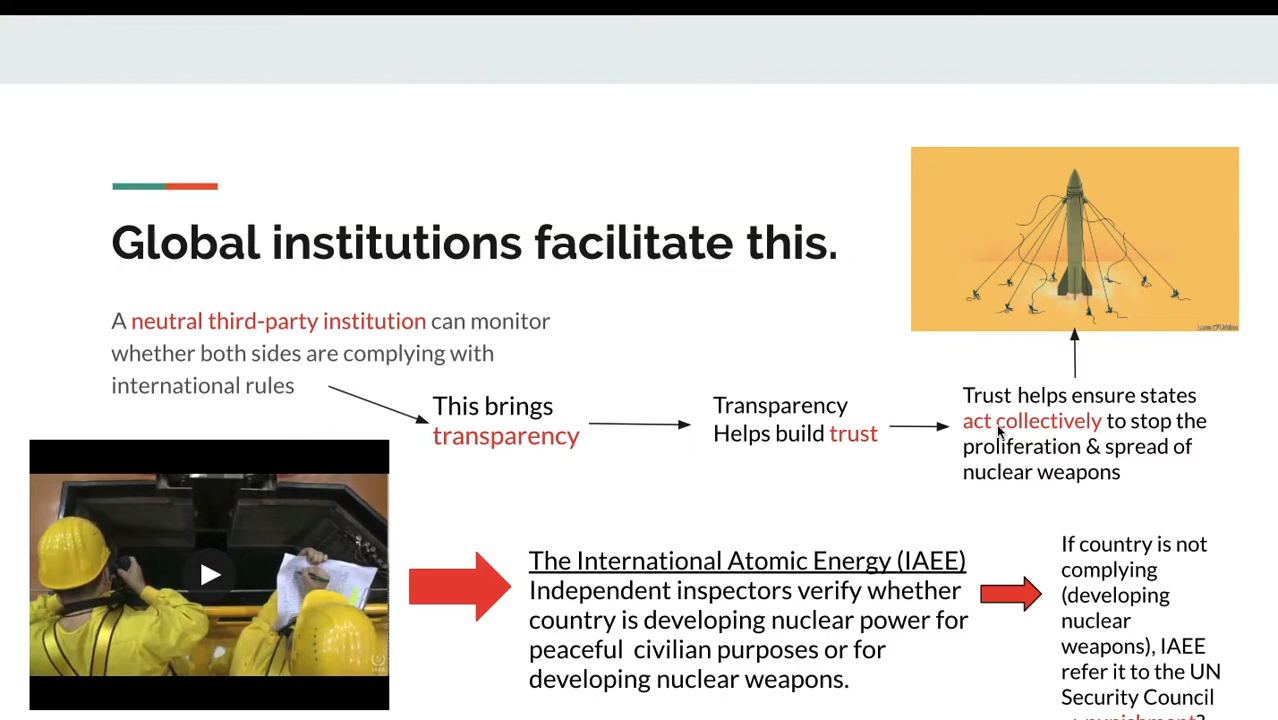 Global institutions facilitate this.
A neutral third-party institution can monitor
whether both sides are complying with
international rules
This brings
transparency
Transparency
Helps build trust
Trust helps ensure states
act collectively to stop the
proliferation & spread of
nuclear weapons
The International Atomic Energy (IAEE)
Independent inspectors verify whether
country is developing nuclear power for
peaceful civilian purposes or for
developing nuclear weapons.
If country is not
complying
(developing
nuclear
weapons), IAEE
refer it to the UN
Security Council